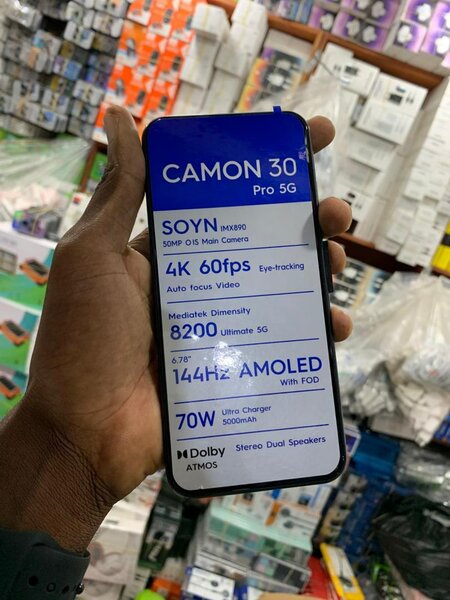 CAMON 30
Pro 5G
SOYN IMX890
50MP OIS Main Camera
4K 60fps Eye-tracking
Auto focus Video
Mediatek Dimensity
8200 Ultimate 5G
6.78"
144Hz AMOLED
With FOD
70W Ultra Charger
5000mAh
Dolby Stereo Dual Speakers
ATMOS